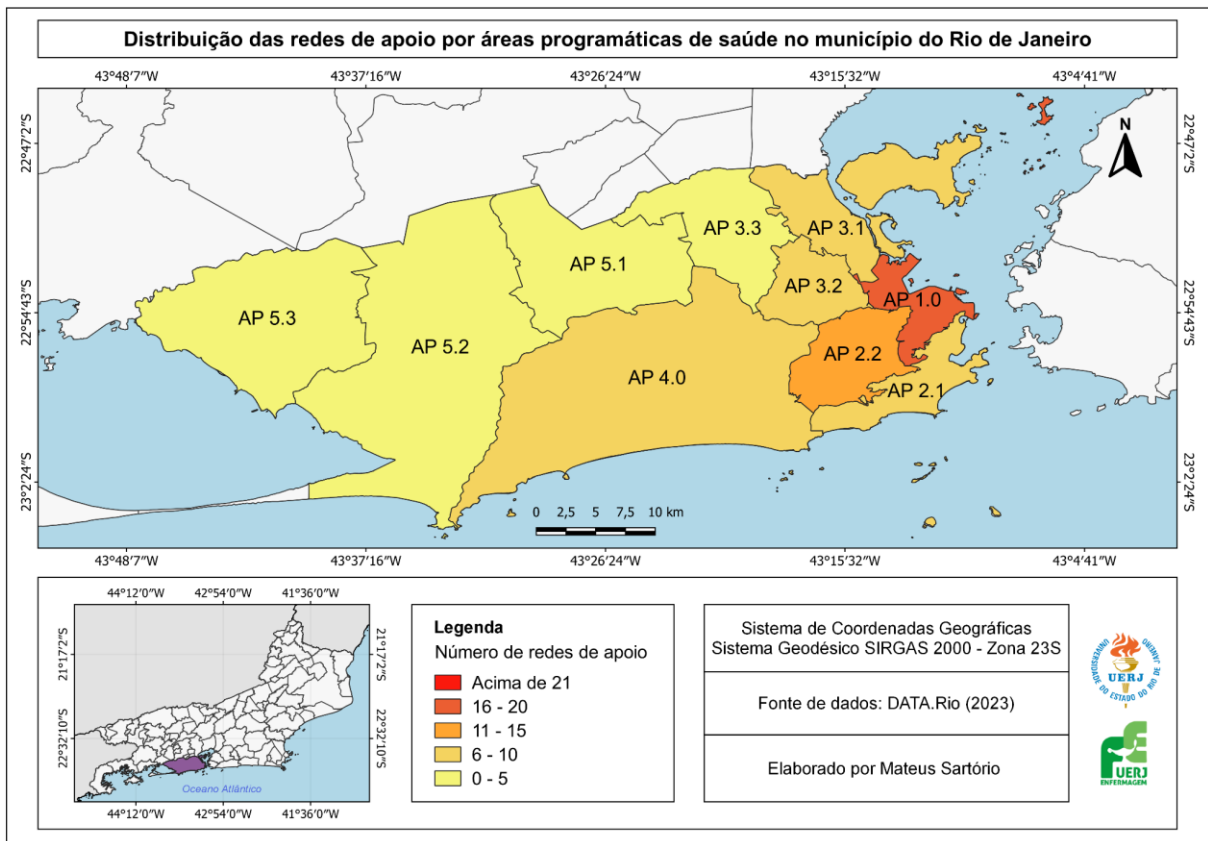 Distribuição das redes de apoio por áreas programáticas de saúde no município do Rio de Janeiro
43°48'7"W 43°37'16"W 43°26'24"W 43°15'32"W 43°4'41"W
22°47'2"S 22°47'2"S
N
AP 3.3 AP 3.1
AP 5.1
AP 3.2
AP 1.0
22°54'43"S 22°54'43"S
AP 5.3
AP 5.2
AP 2.2
AP 4.0
AP 2.1
23°2'24"S 23°2'24"S
0 2,5 5 7,5 10 km
43°48'7"W 43°37'16"W 43°26'24"W 43°15'32"W 43°4'41"W
44°12'0"W 42°54'0"W 41°36'0"W
21°17'2"S 21°17'2"S
22°32'10"S 22°32'10"S
Oceano Atlântico
44°12'0"W 42°54'0"W 41°36'0"W
Legenda
Número de redes de apoio
Acima de 21
16 - 20
11 - 15
6 - 10
0 - 5
Sistema de Coordenadas Geográficas
Sistema Geodésico SIRGAS 2000 - Zona 23S
Fonte de dados: DATA.Rio (2023)
Elaborado por Mateus Sartório
UNIVERSIDADE DO ESTADO DO RIO DE JANEIRO
UERJ
UERJ
ENFERMAGEM